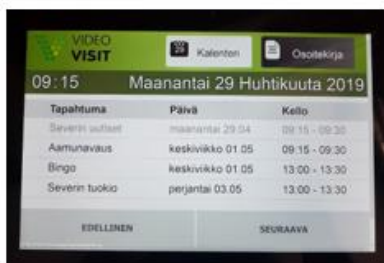 VIDEO
VISIT
Kalenteri
Osoitekirja
09:15 Maanantai 29 Huhtikuuta 2019
Tapahtuma Päivä Kello
Severin uutiset maanantai 29.04 09:15 - 09:30
Aamunavaus keskiviikko 01.05 09:15 - 09:30
Bingo keskiviikko 01.05 13:00 - 13:30
Severin tuokio perjantai 03.05 13:00 - 13:30
EDELLINEN SEURAAVA